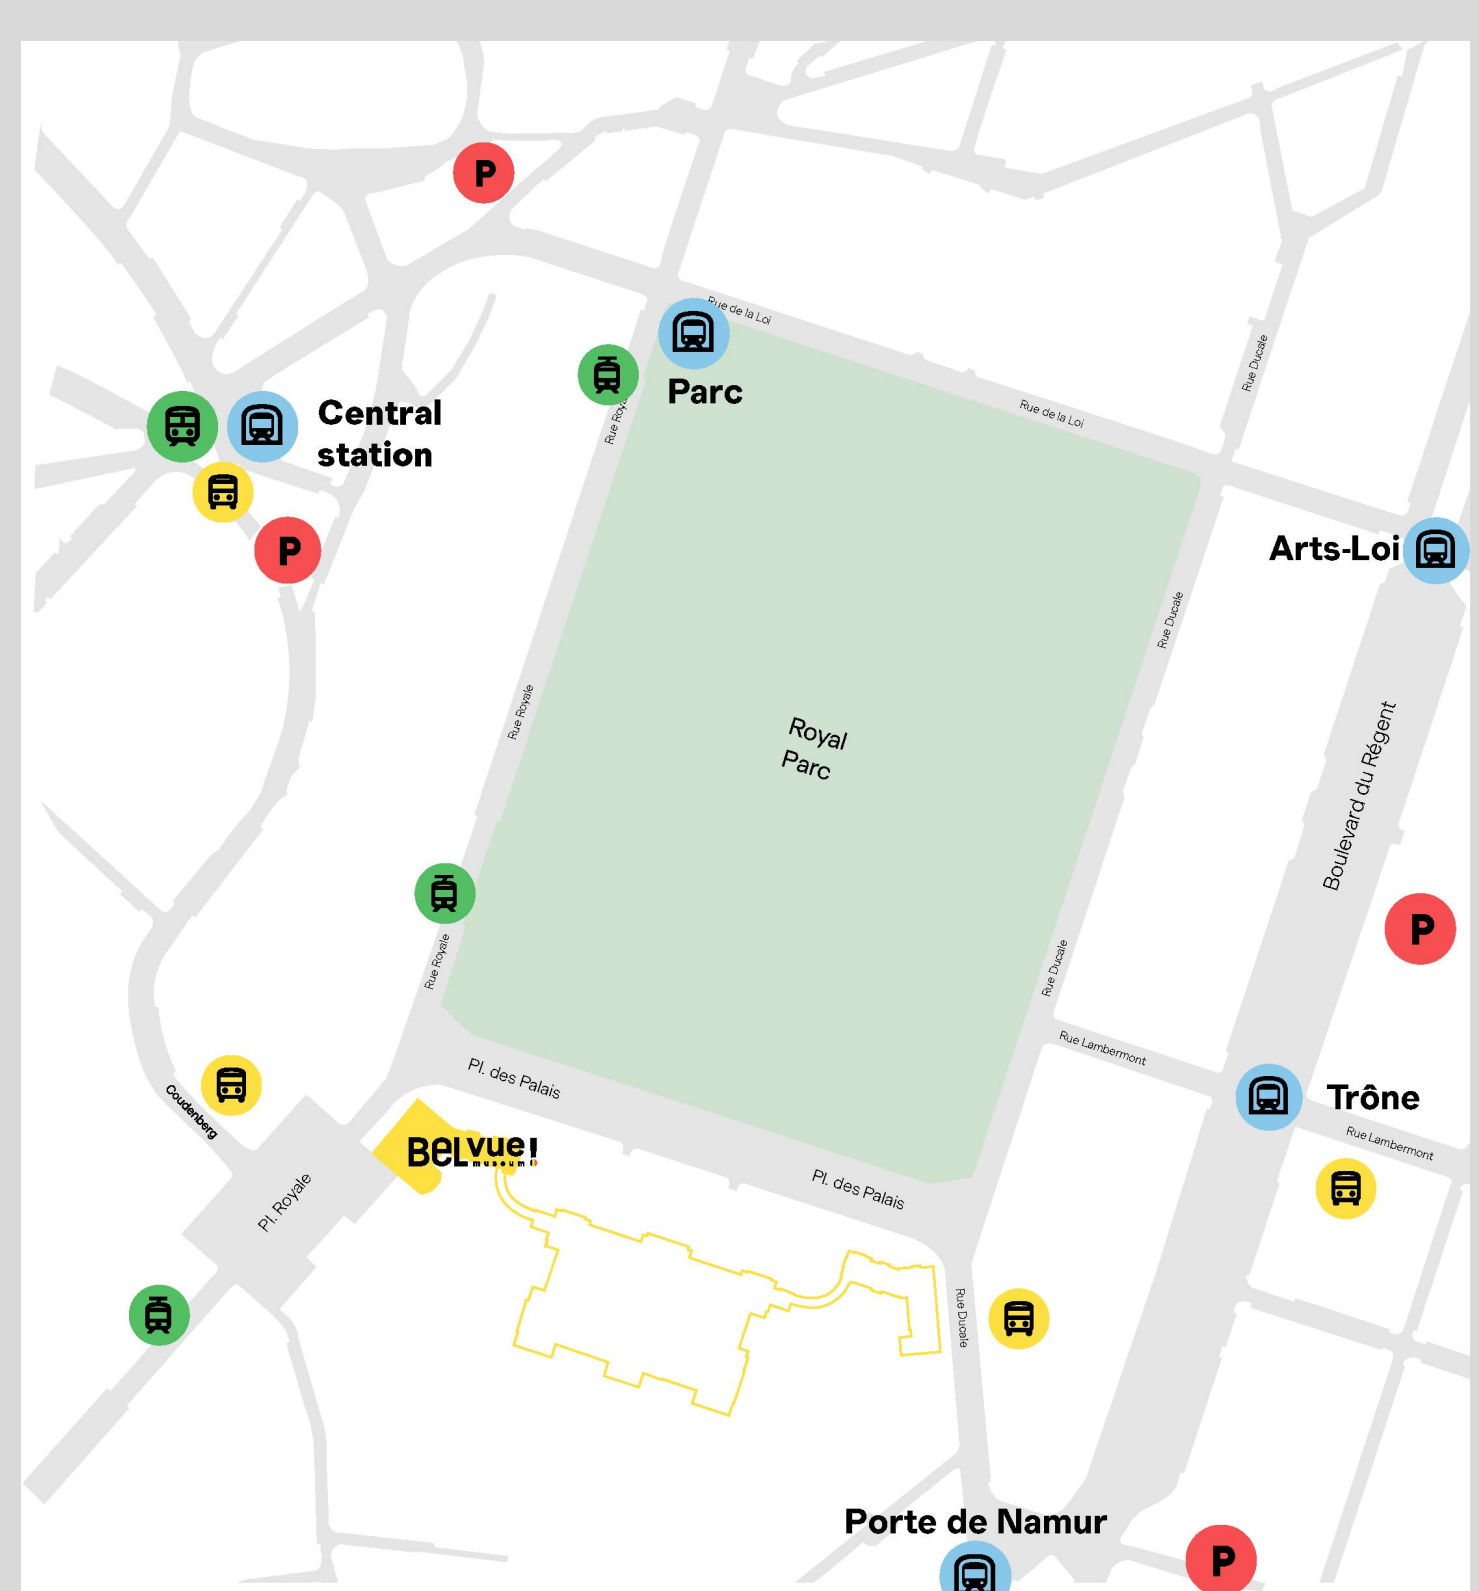 P
Rue de la Loi
Rue Ducale
Parc
Rue de la Loi
Central
station
Rue Roya
P
Arts-Loi
Rue Ducale
Rue Royale
Boulevard du Régent
Royal
Parc
P
Rue Royale
Rue Ducale
Rue Lambermont
Pl. des Palais
Coudenberg
Trône
Rue Lambermont
BELvue!
museum
Pl. Royale
Pl. des Palais
Rue Ducale
Porte de Namur
P